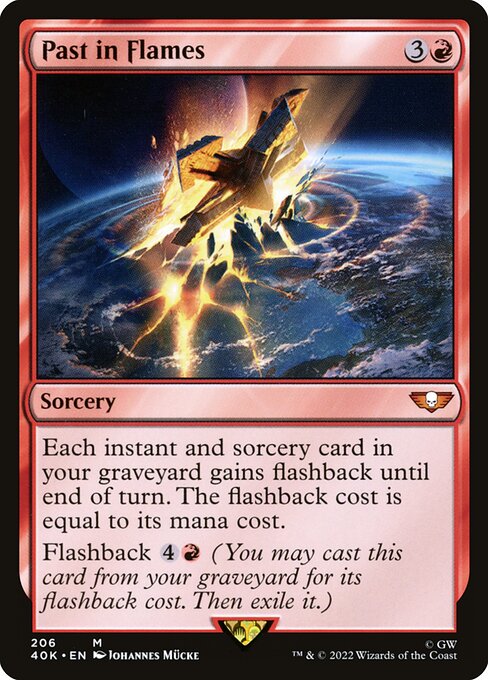 Past in Flames 3
Sorcery
Each instant and sorcery card in
your graveyard gains flashback until
end of turn. The flashback cost is
equal to its mana cost.
Flashback 4 (You may cast this
card from your graveyard for its
flashback cost. Then exile it.)
206 M © GW
40K • EN Johannes Mücke ™ & © 2022 Wizards of the Coast